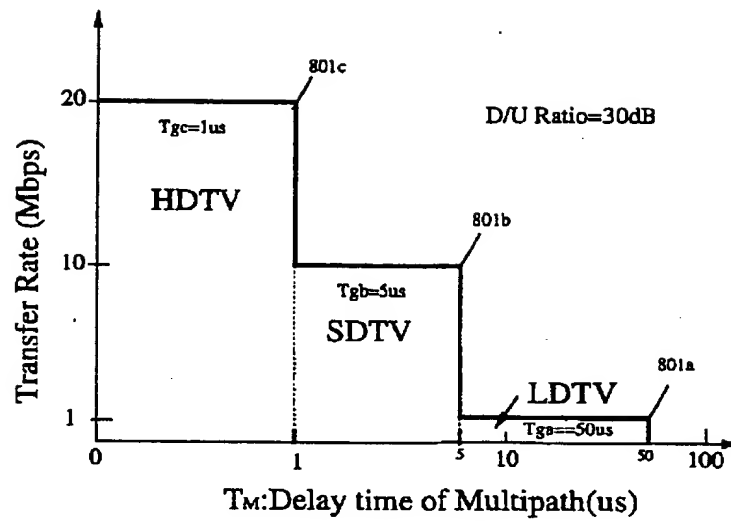 801c
20
Tgc=1us
D/U Ratio=30dB
HDTV
801b
10
Tgb=5us
SDTV
801a
LDTV
1
Tga==50us
0
1
5
10
50
100
Transfer Rate (Mbps)
TM:Delay time of Multipath(us)